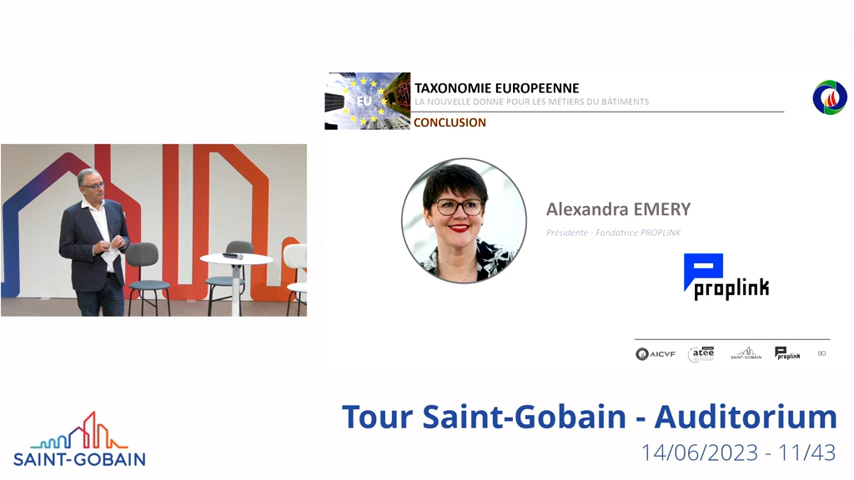 TAXONOMIE EUROPEENNE
LA NOUVELLE DONNE POUR LES MÉTIERS DU BÂTIMENTS
CONCLUSION
EU
Alexandra EMERY
Présidente - Fondatrice PROPLINK
proplink
AICVF
atee
SAINT-GOBAIN
proplink
80
Tour Saint-Gobain - Auditorium
14/06/2023 - 11/43
SAINT-GOBAIN